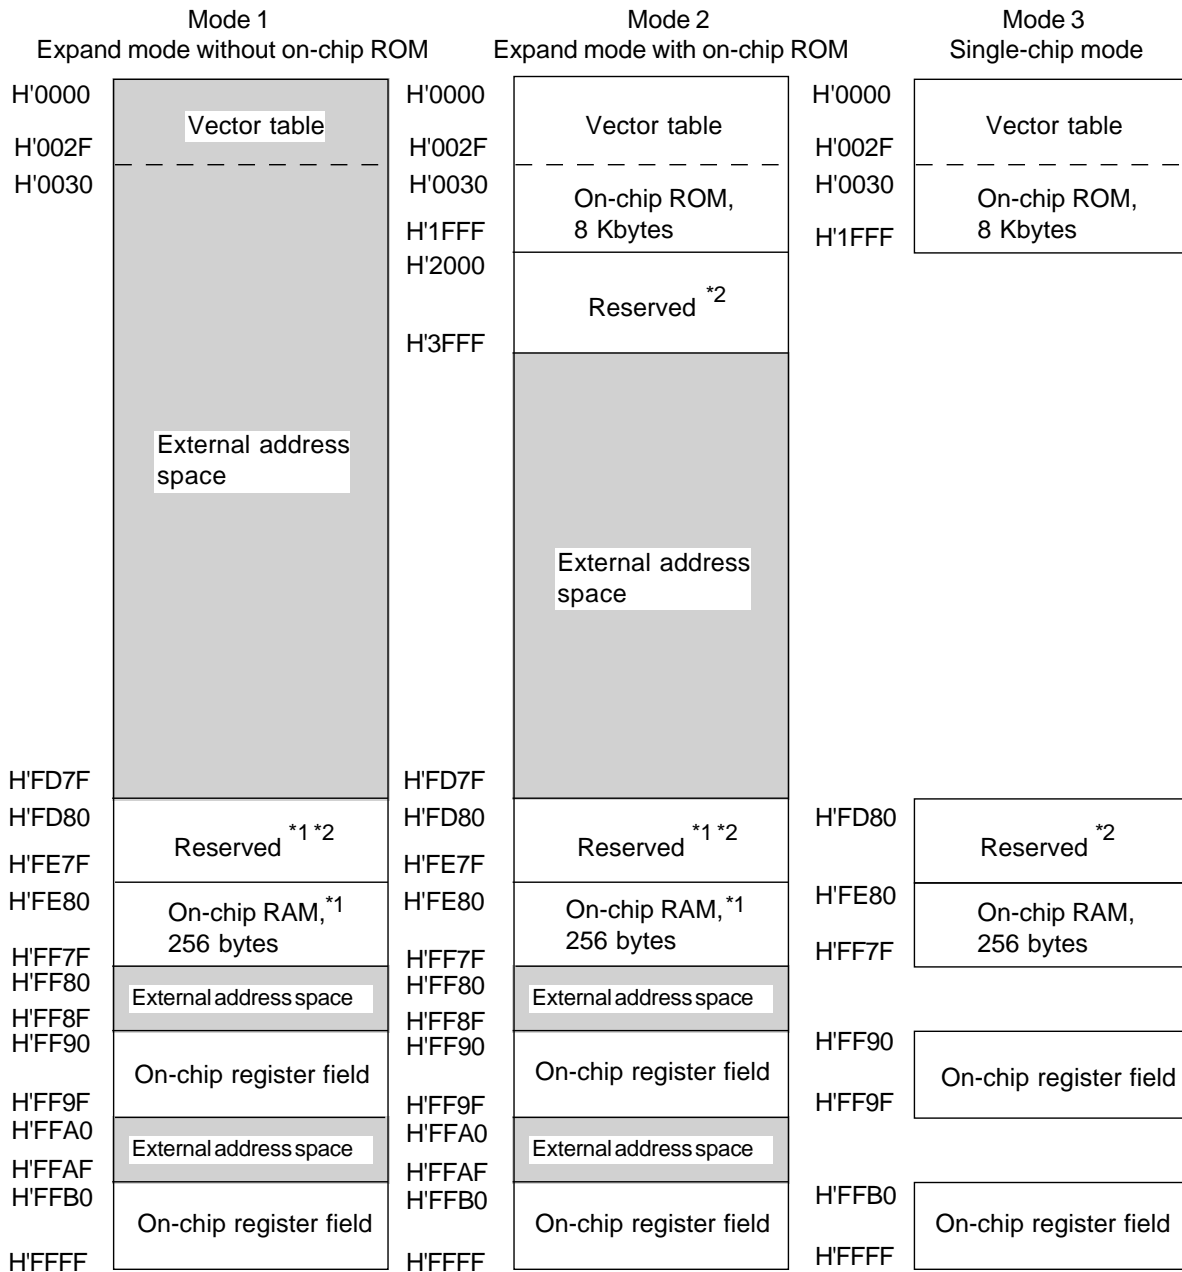 Mode 1
Expand mode without on-chip ROM
H'0000
Vector table
H'002F
H'0030
External address
space
H'FD7F
H'FD80
Reserved *1 *2
H'FE7F
H'FE80
On-chip RAM,*1
256 bytes
H'FF7F
H'FF80
External address space
H'FF8F
H'FF90
On-chip register field
H'FF9F
H'FFA0
External address space
H'FFAF
H'FFB0
On-chip register field
H'FFFF
Mode 2
Expand mode with on-chip ROM
H'0000
Vector table
H'002F
H'0030
On-chip ROM,
8 Kbytes
H'1FFF
H'2000
Reserved *2
H'3FFF
External address
space
H'FD7F
H'FD80
Reserved *1 *2
H'FE7F
H'FE80
On-chip RAM,*1
256 bytes
H'FF7F
H'FF80
External address space
H'FF8F
H'FF90
On-chip register field
H'FF9F
H'FFA0
External address space
H'FFAF
H'FFB0
On-chip register field
H'FFFF
Mode 3
Single-chip mode
H'0000
Vector table
H'002F
H'0030
On-chip ROM,
8 Kbytes
H'1FFF
H'FD80
Reserved *2
H'FE80
On-chip RAM,
256 bytes
H'FF7F
H'FF90
On-chip register field
H'FF9F
H'FFB0
On-chip register field
H'FFFF